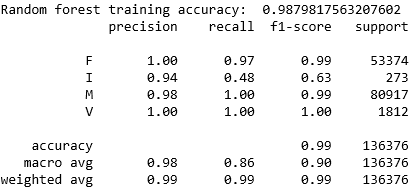 Random forest training accuracy:  0.9879817563207602
precision    recall  f1-score   support
F       1.00      0.97      0.99     53374
I       0.94      0.48      0.63       273
M       0.98      1.00      0.99     80917
V       1.00      1.00      1.00      1812
accuracy                           0.99    136376
macro avg       0.98      0.86      0.90    136376
weighted avg       0.99      0.99      0.99    136376